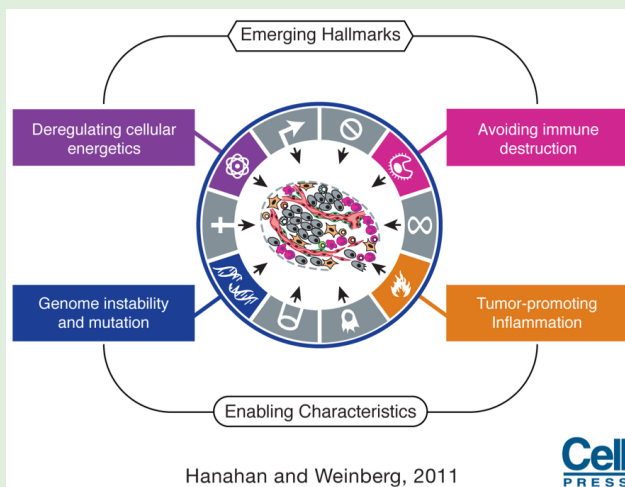 Emerging Hallmarks
Deregulating cellular
energetics
Avoiding immune
destruction
Genome instability
and mutation
Tumor-promoting
Inflammation
Enabling Characteristics
Hanahan and Weinberg, 2011
Cell
PRESS